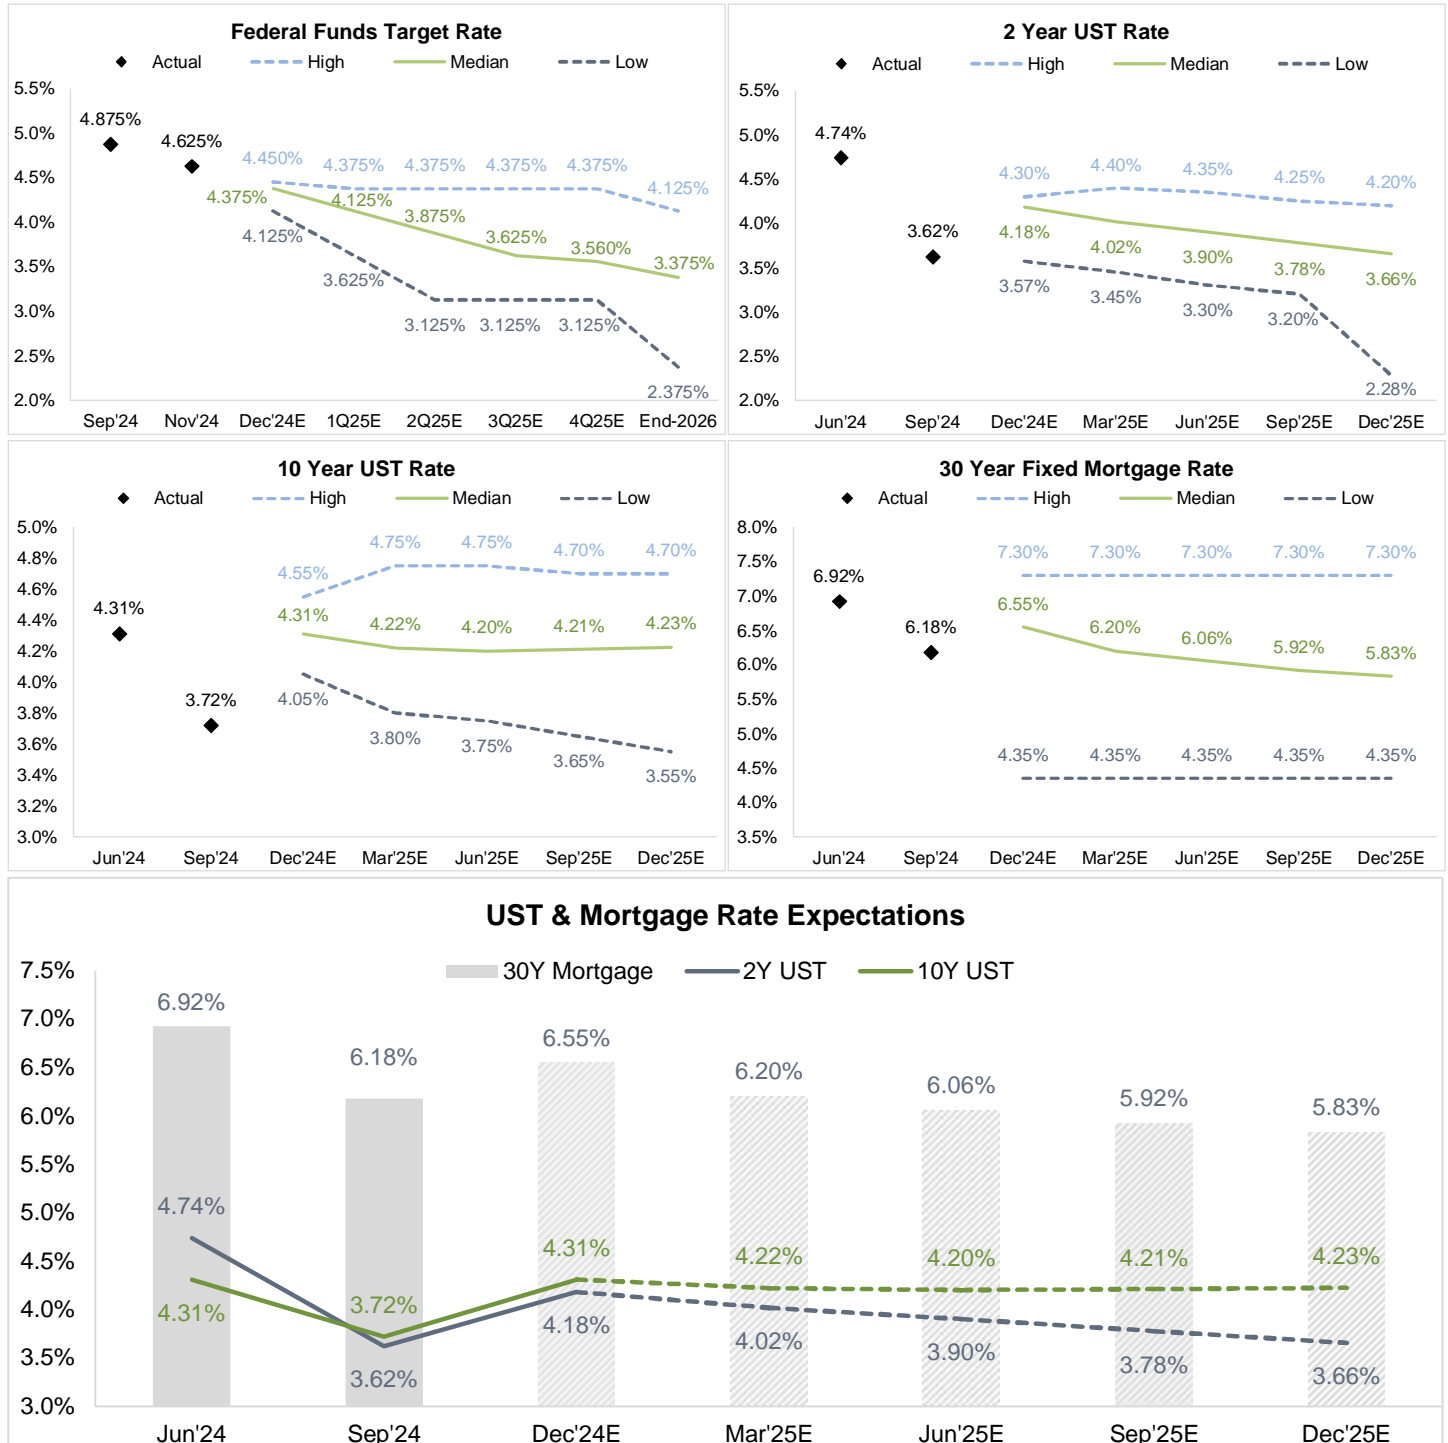 Federal Funds Target Rate
Actual High Median Low
5.5%
5.0%
4.5%
4.0%
3.5%
3.0%
2.5%
2.0%
4.875%
4.625%
4.450% 4.375% 4.375% 4.375% 4.375% 4.125%
4.375% 4.125% 3.875% 3.625% 3.560% 3.375%
4.125% 3.625% 3.125% 3.125% 3.125% 2.375%
Sep'24 Nov'24 Dec'24E 1Q25E 2Q25E 3Q25E 4Q25E End-2026
2 Year UST Rate
Actual High Median Low
5.5%
5.0%
4.5%
4.0%
3.5%
3.0%
2.5%
2.0%
4.74%
3.62%
4.30% 4.40% 4.35% 4.25% 4.20%
4.18% 4.02% 3.90% 3.78% 3.66%
3.57% 3.45% 3.30% 3.20% 2.28%
Jun'24 Sep'24 Dec'24E Mar'25E Jun'25E Sep'25E Dec'25E
10 Year UST Rate
Actual High Median Low
5.0%
4.8%
4.6%
4.4%
4.2%
4.0%
3.8%
3.6%
3.4%
3.2%
3.0%
4.31%
3.72%
4.55% 4.75% 4.75% 4.70% 4.70%
4.31% 4.22% 4.20% 4.21% 4.23%
4.05% 3.80% 3.75% 3.65% 3.55%
Jun'24 Sep'24 Dec'24E Mar'25E Jun'25E Sep'25E Dec'25E
30 Year Fixed Mortgage Rate
Actual High Median Low
8.0%
7.5%
7.0%
6.5%
6.0%
5.5%
5.0%
4.5%
4.0%
3.5%
6.92%
6.18%
7.30% 7.30% 7.30% 7.30% 7.30%
6.55% 6.20% 6.06% 5.92% 5.83%
4.35% 4.35% 4.35% 4.35% 4.35%
Jun'24 Sep'24 Dec'24E Mar'25E Jun'25E Sep'25E Dec'25E
UST & Mortgage Rate Expectations
30Y Mortgage 2Y UST 10Y UST
7.5%
7.0%
6.5%
6.0%
5.5%
5.0%
4.5%
4.0%
3.5%
3.0%
6.92% 6.18% 6.55% 6.20% 6.06% 5.92% 5.83%
4.74% 3.62% 4.18% 4.02% 3.90% 3.78% 3.66%
4.31% 3.72% 4.31% 4.22% 4.20% 4.21% 4.23%
Jun'24 Sep'24 Dec'24E Mar'25E Jun'25E Sep'25E Dec'25E